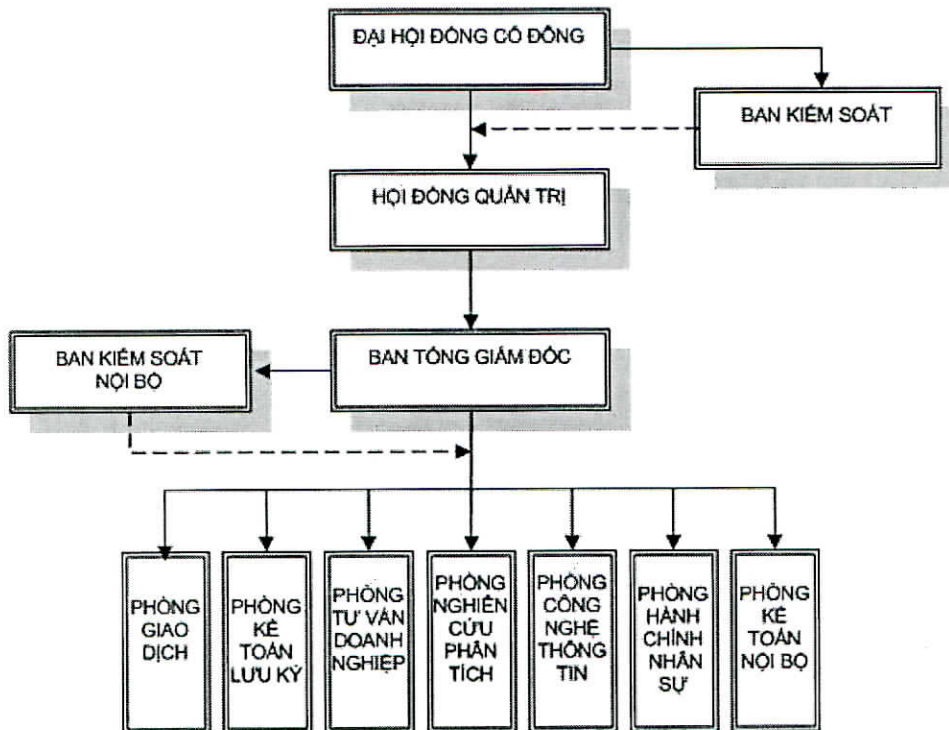 ĐẠI HỘI ĐỒNG CỔ ĐÔNG
BAN KIỂM SOÁT
HỘI ĐỒNG QUẢN TRỊ
BAN KIỂM SOÁT
NỘI BỘ
BAN TỔNG GIÁM ĐỐC
PHÒNG
GIAO
DỊCH
PHÒNG
KẾ
TOÁN
LƯU KÝ
PHÒNG
TƯ VẤN
DOANH
NGHIỆP
PHÒNG
NGHIÊN
CỨU
PHÂN
TÍCH
PHÒNG
CÔNG
NGHỆ
THÔNG
TIN
PHÒNG
HÀNH
CHÍNH
NHÂN
SỰ
PHÒNG
KẾ
TOÁN
NỘI BỘ